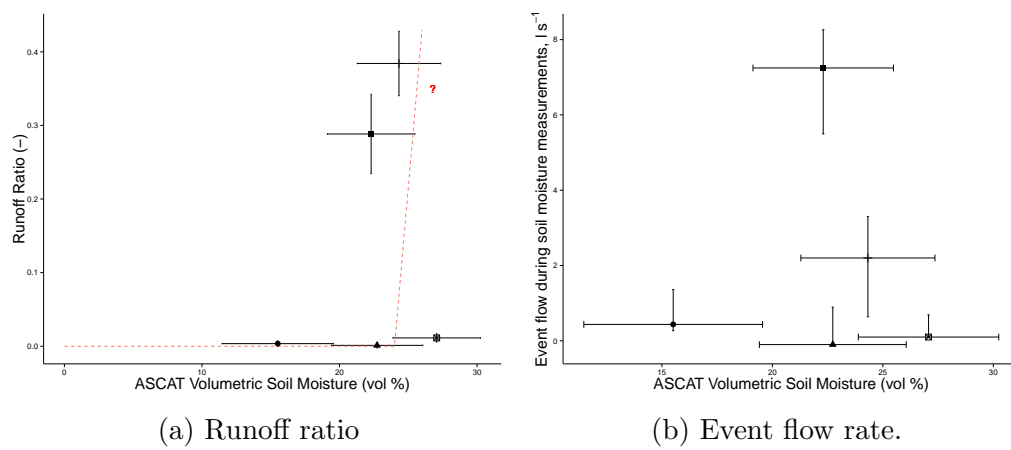 Runoff Ratio (−)
0.4
0.3
0.2
0.1
0.0
?
0 10 20 30
ASCAT Volumetric Soil Moisture (vol %)
(a) Runoff ratio
Event flow during soil moisture measurements, l s⁻¹
8
6
4
2
0
15 20 25 30
ASCAT Volumetric Soil Moisture (vol %)
(b) Event flow rate.